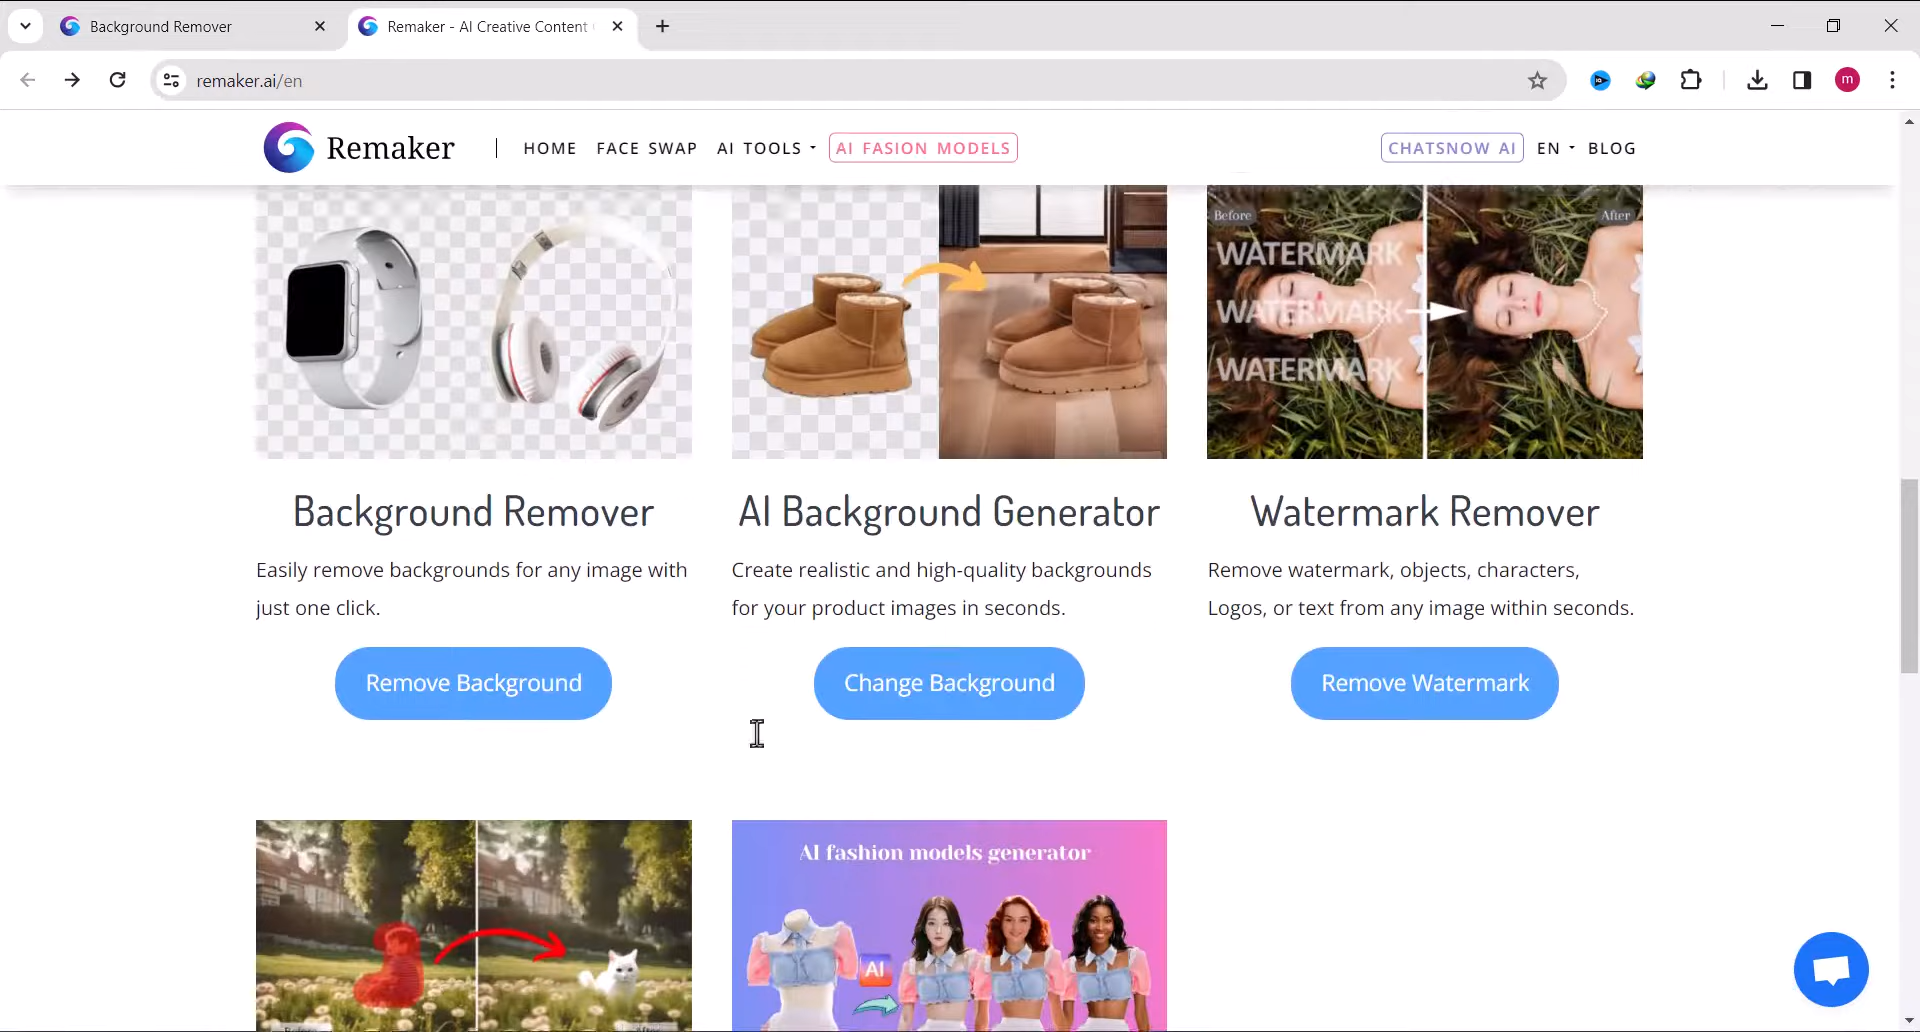 Background Remover
Remaker - AI Creative Content
m
remaker.ai/en
Remaker
HOME
FACE SWAP
AI TOOLS
AI FASION MODELS
CHATSNOW AI
EN
BLOG
Before
After
WATERMARK
WATERMARK
WATERMARK
Background Remover
AI Background Generator
Watermark Remover
Easily remove backgrounds for any image with
just one click.
Create realistic and high-quality backgrounds
for your product images in seconds.
Remove watermark, objects, characters,
Logos, or text from any image within seconds.
Remove Background
Change Background
Remove Watermark
AI fashion models generator
AI